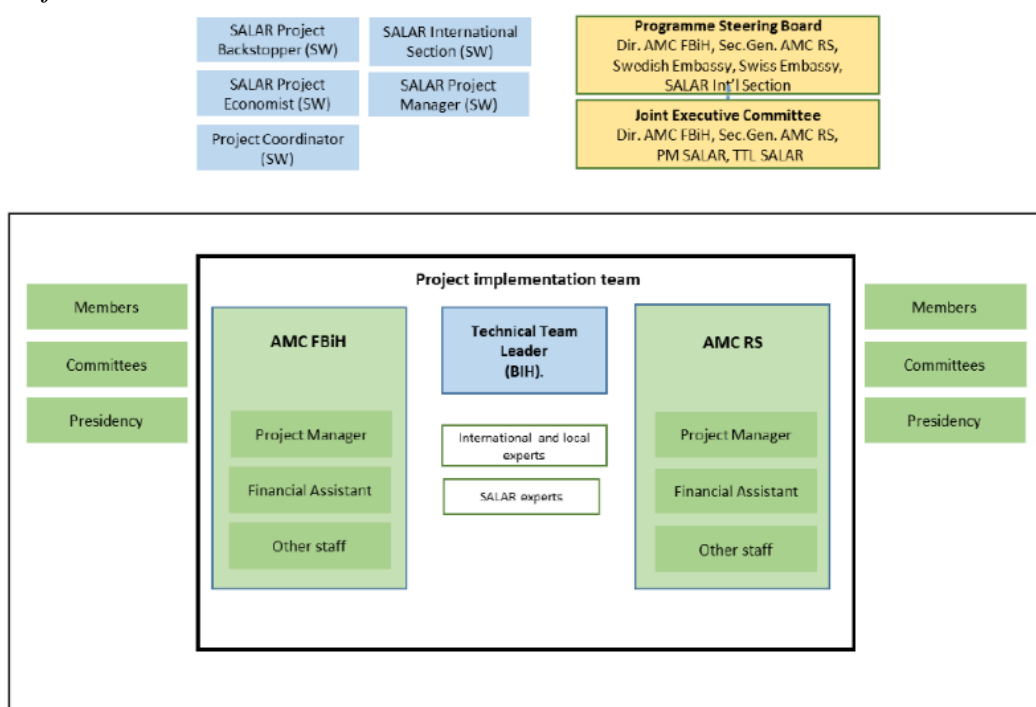 SALAR Project
Backstopper (SW)
SALAR International
Section (SW)
SALAR Project
Economist (SW)
SALAR Project
Manager (SW)
Project Coordinator
(SW)
Programme Steering Board
Dir. AMC FBiH, Sec.Gen. AMC RS,
Swedish Embassy, Swiss Embassy,
SALAR Int'l Section
Joint Executive Committee
Dir. AMC FBiH, Sec.Gen. AMC RS,
PM SALAR, TTL SALAR
Members
Committees
Presidency
Project implementation team
AMC FBiH
Project Manager
Financial Assistant
Other staff
Technical Team
Leader
(BIH).
International and local
experts
SALAR experts
AMC RS
Project Manager
Financial Assistant
Other staff
Members
Committees
Presidency